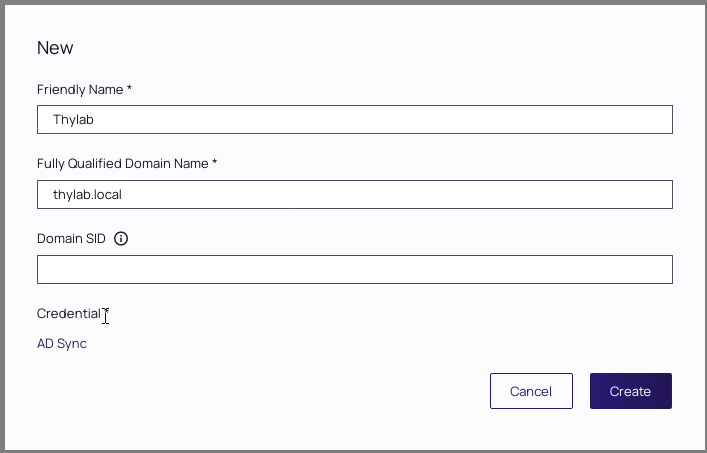 New
Friendly Name *
Thylab
Fully Qualified Domain Name *
thylab.local
Domain SID
Credential
AD Sync
Cancel
Create